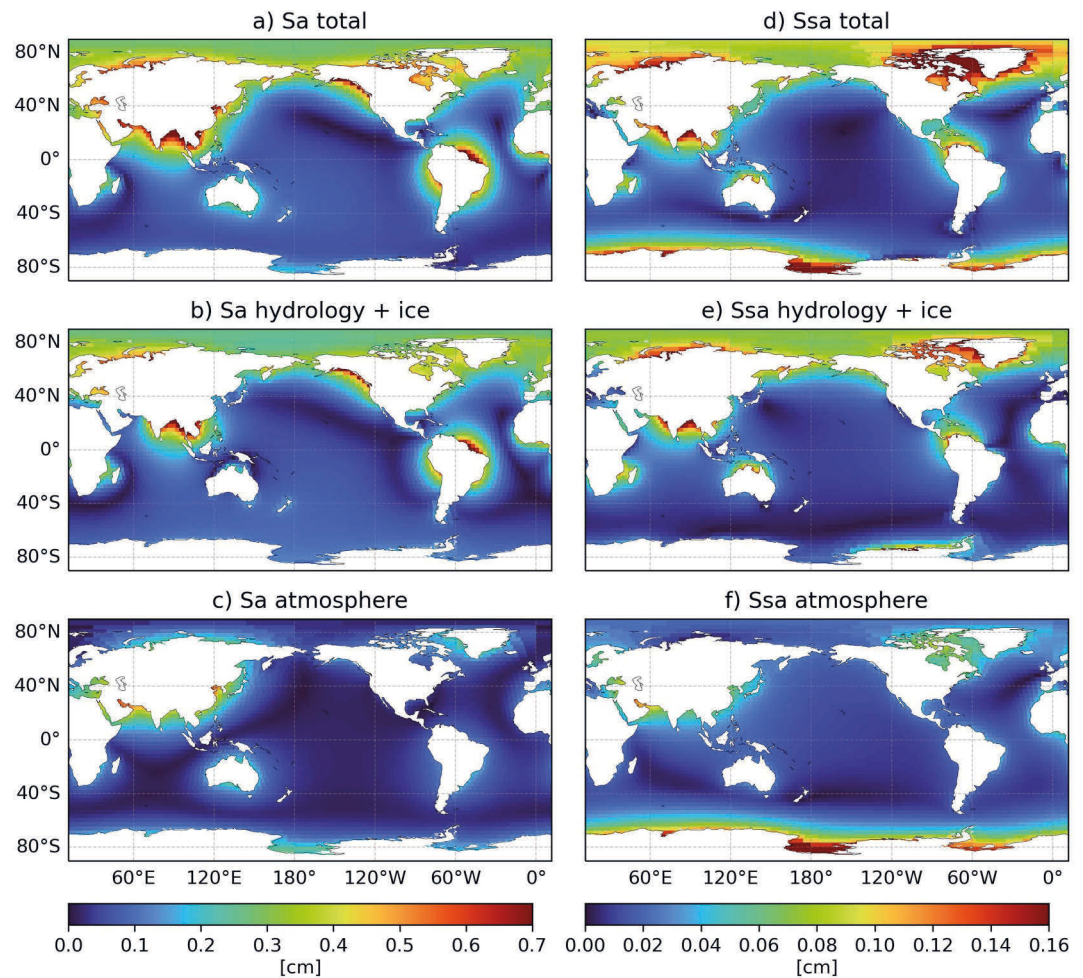 a) Sa total
d) Ssa total
80°N
40°N
0°
40°S
80°S
b) Sa hydrology + ice
e) Ssa hydrology + ice
80°N
40°N
0°
40°S
80°S
c) Sa atmosphere
f) Ssa atmosphere
80°N
40°N
0°
40°S
80°S
60°E 120°E 180° 120°W 60°W 0°
60°E 120°E 180° 120°W 60°W 0°
0.0 0.1 0.2 0.3 0.4 0.5 0.6 0.7
[cm]
0.00 0.02 0.04 0.06 0.08 0.10 0.12 0.14 0.16
[cm]